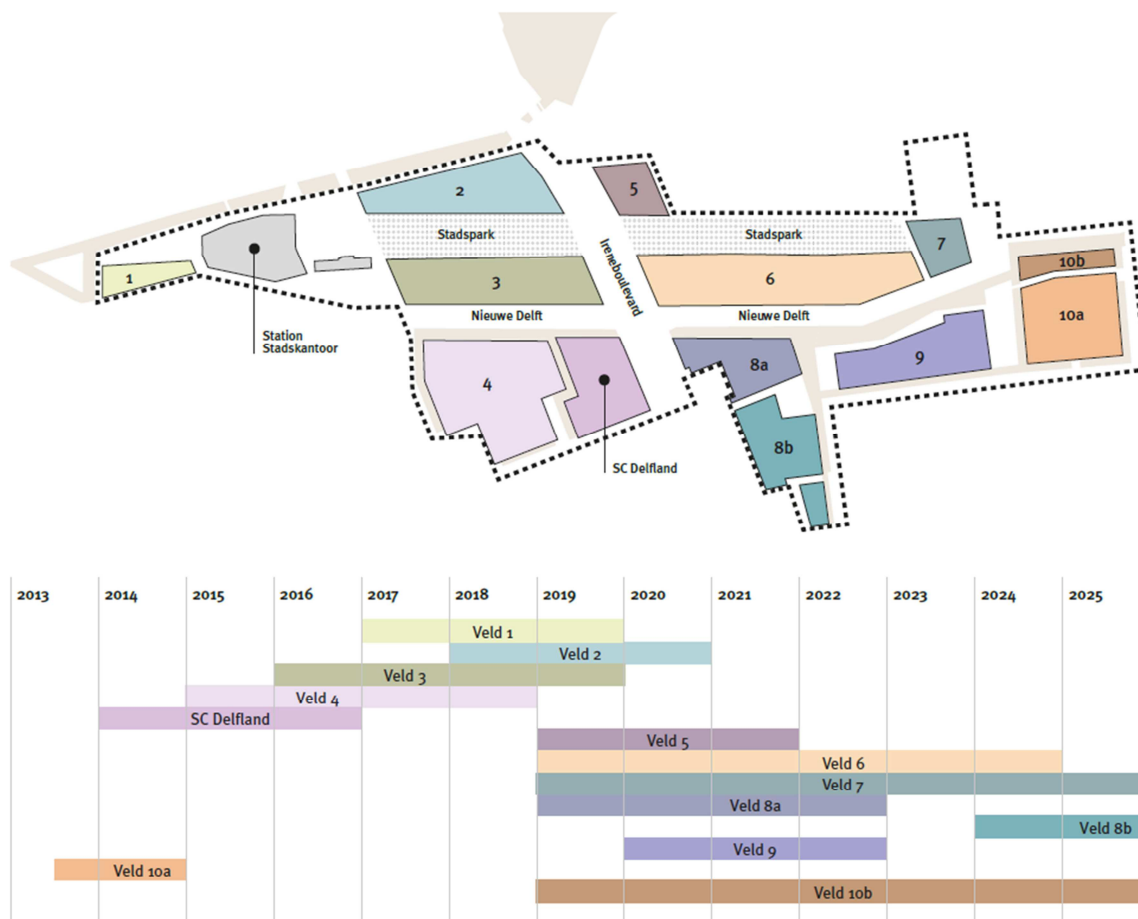 2
5
Stadspark
Stadspark
Ireneboulevard
7
1
3
6
10b
Station
Stadskantoor
Nieuwe Delft
Nieuwe Delft
10a
4
8a
9
SC Delfland
8b
2013 2014 2015 2016 2017 2018 2019 2020 2021 2022 2023 2024 2025
Veld 1
Veld 2
Veld 3
Veld 4
SC Delfland
Veld 5
Veld 6
Veld 7
Veld 8a
Veld 8b
Veld 9
Veld 10a
Veld 10b